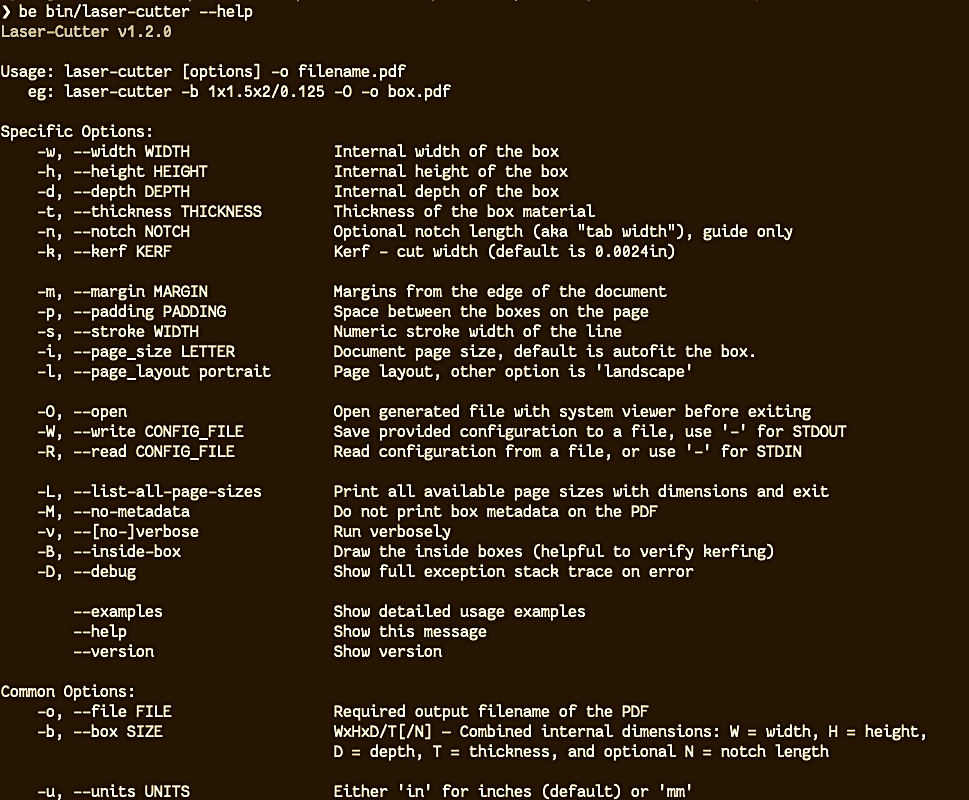 ❯ be bin/laser-cutter --help
Laser-Cutter v1.2.0
Usage: laser-cutter [options] -o filename.pdf
   eg: laser-cutter -b 1x1.5x2/0.125 -O -o box.pdf
Specific Options:
    -w, --width WIDTH                Internal width of the box
    -h, --height HEIGHT              Internal height of the box
    -d, --depth DEPTH                Internal depth of the box
    -t, --thickness THICKNESS        Thickness of the box material
    -n, --notch NOTCH                Optional notch length (aka "tab width"), guide only
    -k, --kerf KERF                  Kerf - cut width (default is 0.0024in)
    -m, --margin MARGIN              Margins from the edge of the document
    -p, --padding PADDING            Space between the boxes on the page
    -s, --stroke WIDTH               Numeric stroke width of the line
    -i, --page_size LETTER           Document page size, default is autofit the box.
    -l, --page_layout portrait       Page layout, other option is 'landscape'
    -O, --open                       Open generated file with system viewer before exiting
    -W, --write CONFIG_FILE          Save provided configuration to a file, use '-' for STDOUT
    -R, --read CONFIG_FILE           Read configuration from a file, or use '-' for STDIN
    -L, --list-all-page-sizes        Print all available page sizes with dimensions and exit
    -M, --no-metadata                Do not print box metadata on the PDF
    -v, --[no-]verbose               Run verbosely
    -B, --inside-box                 Draw the inside boxes (helpful to verify kerfing)
    -D, --debug                      Show full exception stack trace on error
        --examples                   Show detailed usage examples
        --help                       Show this message
        --version                    Show version
Common Options:
    -o, --file FILE                  Required output filename of the PDF
    -b, --box SIZE                   WxHxD/T[/N] - Combined internal dimensions: W = width, H = height,
                                     D = depth, T = thickness, and optional N = notch length
    -u, --units UNITS                Either 'in' for inches (default) or 'mm'